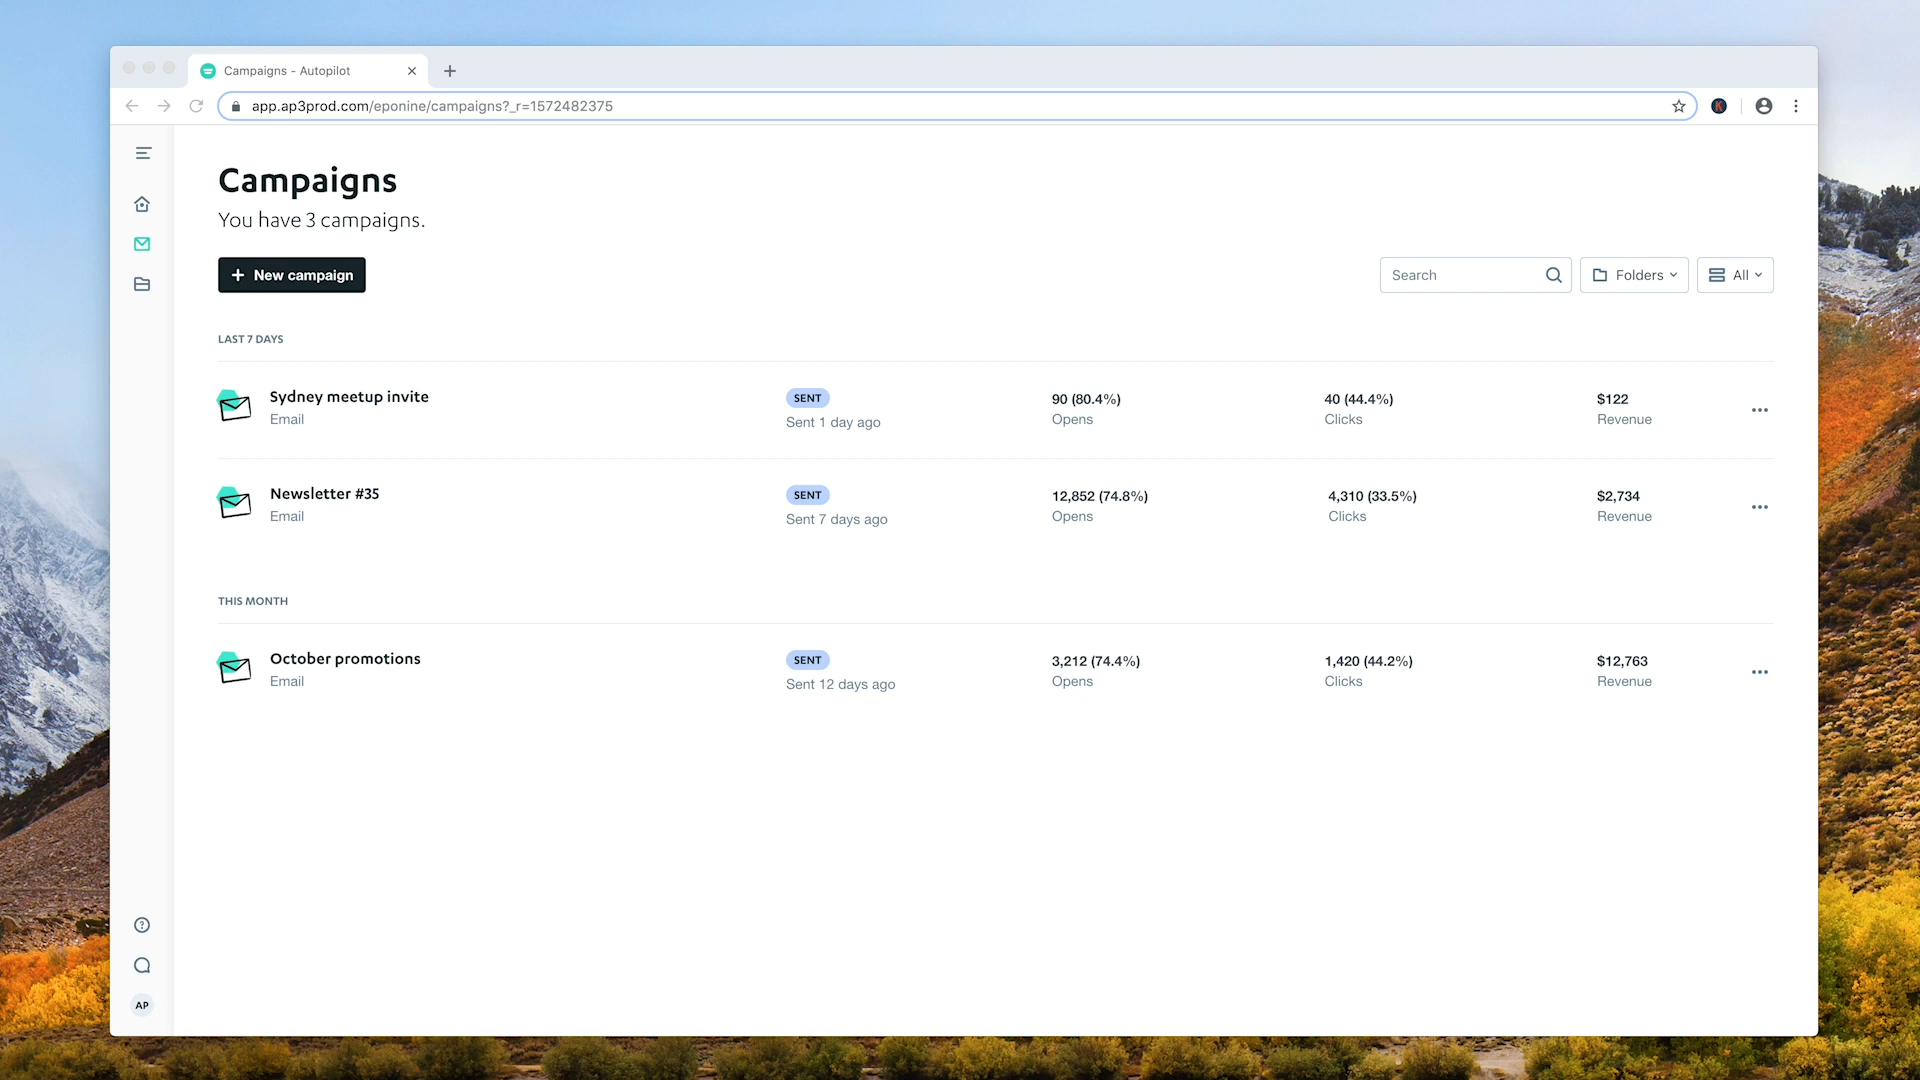 Campaigns - Autopilot
app.ap3prod.com/eponine/campaigns?_r=1572482375
K
Campaigns
You have 3 campaigns.
New campaign
Search
Folders
All
LAST 7 DAYS
Sydney meetup invite
Email
SENT
Sent 1 day ago
90 (80.4%)
Opens
40 (44.4%)
Clicks
$122
Revenue
Newsletter #35
Email
SENT
Sent 7 days ago
12,852 (74.8%)
Opens
4,310 (33.5%)
Clicks
$2,734
Revenue
THIS MONTH
October promotions
Email
SENT
Sent 12 days ago
3,212 (74.4%)
Opens
1,420 (44.2%)
Clicks
$12,763
Revenue
AP